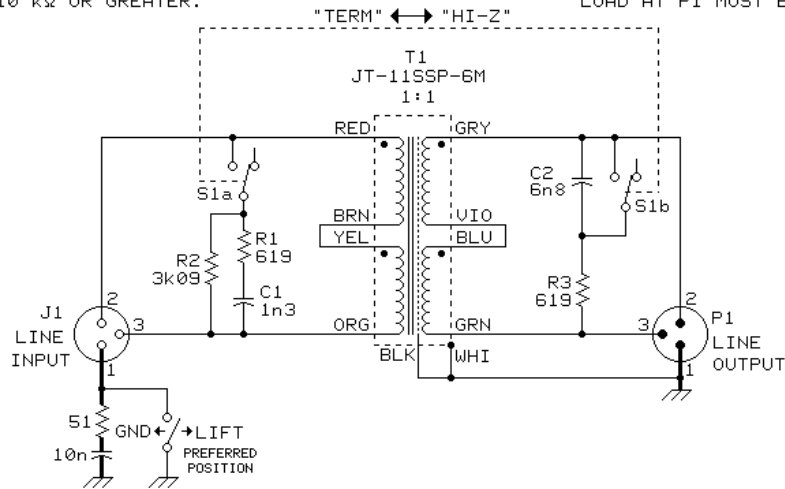 10 kΩ OR GREATER.
"TERM" ↔ "HI-Z"
LOAD AT P1 MUST B
T1
JT-11SSP-6M
1:1
RED
GRY
S1a
C2
6n8
S1b
BRN
YEL
VIO
BLU
R2
3k09
R1
619
C1
1n3
R3
619
J1
LINE
INPUT
2
3
1
ORG
GRN
BLK
WHI
2
3
1
P1
LINE
OUTPUT
51
10n
GND ↔ LIFT
PREFERRED
POSITION